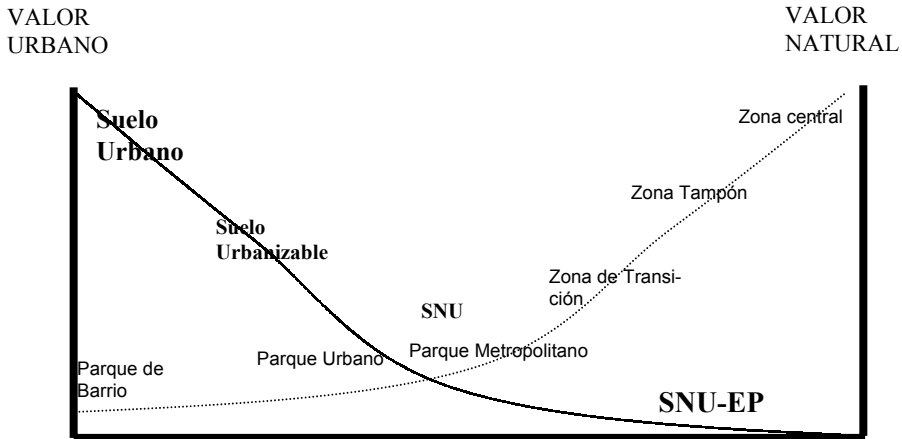 VALOR
URBANO
VALOR
NATURAL
Suelo
Urbano
Zona central
Zona Tampón
Suelo
Urbanizable
Zona de Transi-
ción
SNU
Parque Urbano
Parque Metropolitano
Parque de
Barrio
SNU-EP